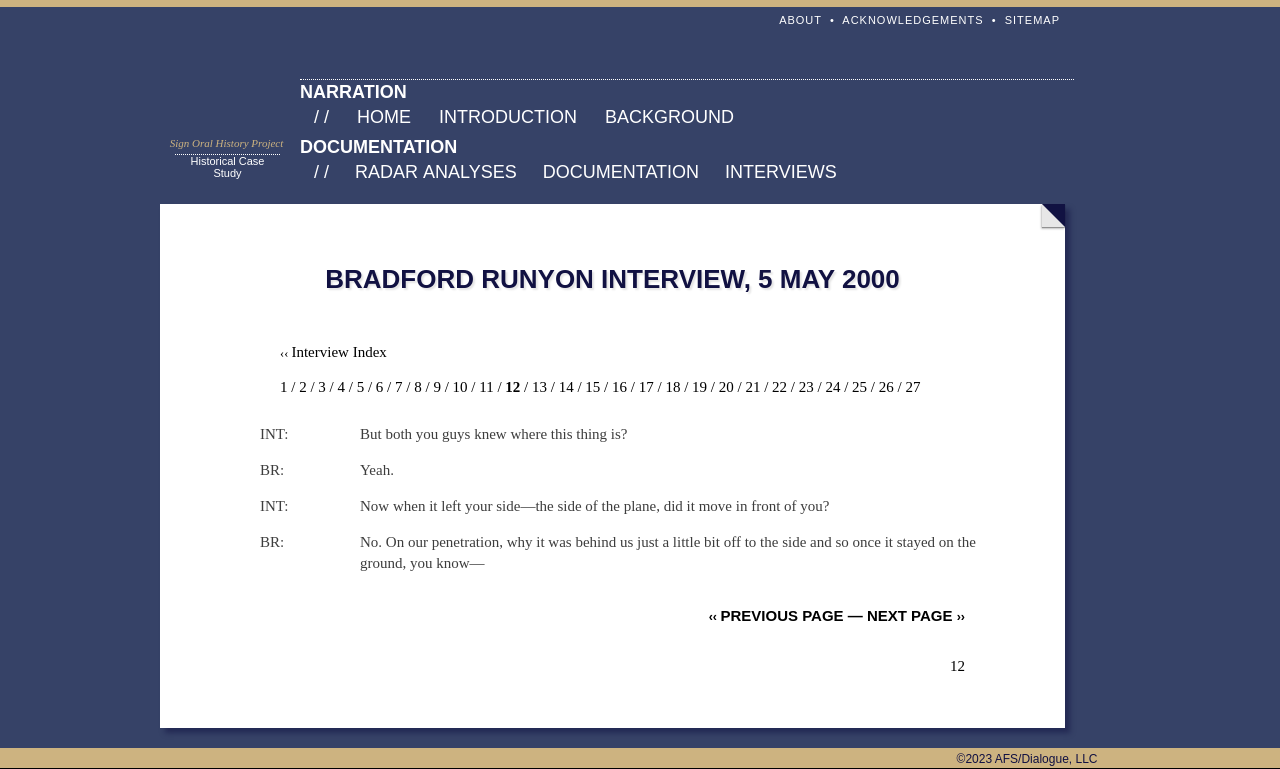 ABOUT • ACKNOWLEDGEMENTS • SITEMAP
NARRATION
/ / HOME INTRODUCTION BACKGROUND
Sign Oral History Project
Historical Case
Study
DOCUMENTATION
/ / RADAR ANALYSES DOCUMENTATION INTERVIEWS
BRADFORD RUNYON INTERVIEW, 5 MAY 2000
‹‹ Interview Index
1 / 2 / 3 / 4 / 5 / 6 / 7 / 8 / 9 / 10 / 11 / 12 / 13 / 14 / 15 / 16 / 17 / 18 / 19 / 20 / 21 / 22 / 23 / 24 / 25 / 26 / 27
INT: But both you guys knew where this thing is?
BR: Yeah.
INT: Now when it left your side—the side of the plane, did it move in front of you?
BR: No. On our penetration, why it was behind us just a little bit off to the side and so once it stayed on the
ground, you know—
‹‹ PREVIOUS PAGE — NEXT PAGE ››
12
©2023 AFS/Dialogue, LLC